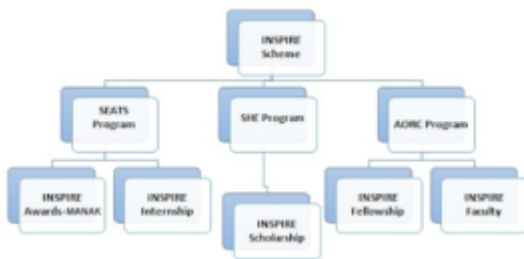 INSPIRE
Scheme
SEATS
Program
SHE Program
AORC Program
INSPIRE
Awards-MANAK
INSPIRE
Internship
INSPIRE
Scholarship
INSPIRE
Fellowship
INSPIRE
Faculty